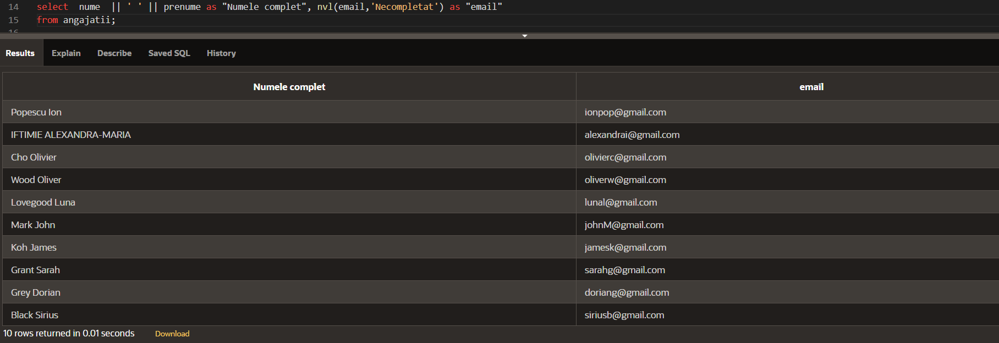 14 select  nume  || ' ' || prenume as "Numele complet", nvl(email,'Necompletat') as "email"
15 from angajatii;
16
Results Explain Describe Saved SQL History
Numele complet email
Popescu Ion ionpop@gmail.com
IFTIMIE ALEXANDRA-MARIA alexandrai@gmail.com
Cho Olivier olivierc@gmail.com
Wood Oliver oliverw@gmail.com
Lovegood Luna lunal@gmail.com
Mark John johnM@gmail.com
Koh James jamesk@gmail.com
Grant Sarah sarahg@gmail.com
Grey Dorian doriang@gmail.com
Black Sirius siriusb@gmail.com
10 rows returned in 0.01 seconds Download